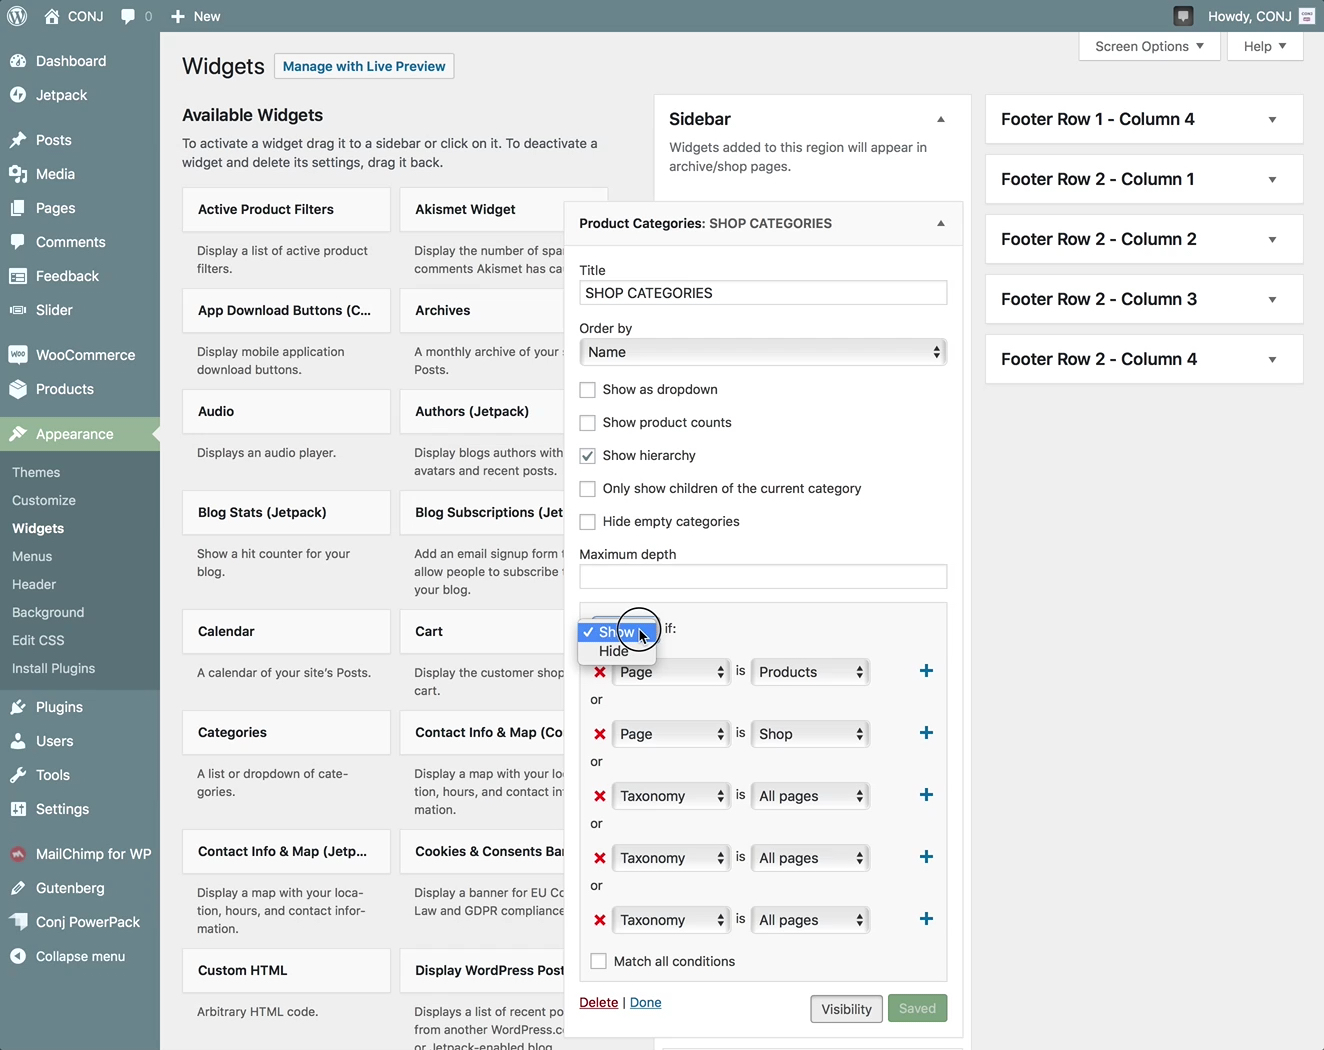 CONJ
0
New
Howdy, CONJ
Dashboard
Jetpack
Posts
Media
Pages
Comments
Feedback
Slider
WooCommerce
Products
Appearance
Themes
Customize
Widgets
Menus
Header
Background
Edit CSS
Install Plugins
Plugins
Users
Tools
Settings
MailChimp for WP
Gutenberg
Conj PowerPack
Collapse menu
Screen Options
Help
Widgets
Manage with Live Preview
Available Widgets
To activate a widget drag it to a sidebar or click on it. To deactivate a
widget and delete its settings, drag it back.
Active Product Filters
Display a list of active product
filters.
App Download Buttons (C...
Display mobile application
download buttons.
Audio
Displays an audio player.
Blog Stats (Jetpack)
Show a hit counter for your
blog.
Calendar
A calendar of your site's Posts.
Categories
A list or dropdown of cate-
gories.
Contact Info & Map (Jetp...
Display a map with your loca-
tion, hours, and contact infor-
mation.
Custom HTML
Arbitrary HTML code.
Akismet Widget
Display the number of spa
comments Akismet has ca
Archives
A monthly archive of your
Posts.
Authors (Jetpack)
Display blogs authors with
avatars and recent posts.
Blog Subscriptions (Jet
Add an email signup form
allow people to subscribe
your blog.
Cart
Display the customer shop
cart.
Contact Info & Map (Co
Display a map with your lo
tion, hours, and contact in
mation.
Cookies & Consents Ba
Display a banner for EU Co
Law and GDPR compliance
Display WordPress Post
Displays a list of recent po
from another WordPress.c
or Jetpack-enabled blog
Sidebar
Widgets added to this region will appear in
archive/shop pages.
Product Categories: SHOP CATEGORIES
Title
SHOP CATEGORIES
Order by
Name
Show as dropdown
Show product counts
Show hierarchy
Only show children of the current category
Hide empty categories
Maximum depth
Show if:
Hide
Page is Products
or
Page is Shop
or
Taxonomy is All pages
or
Taxonomy is All pages
or
Taxonomy is All pages
Match all conditions
Delete | Done
Visibility
Saved
Footer Row 1 - Column 4
Footer Row 2 - Column 1
Footer Row 2 - Column 2
Footer Row 2 - Column 3
Footer Row 2 - Column 4